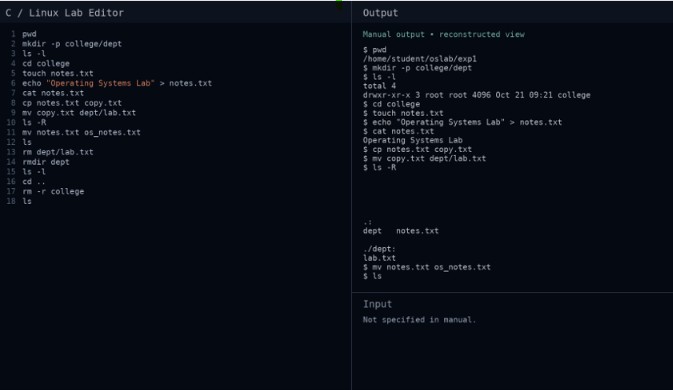 C / Linux Lab Editor
1 pwd
2 mkdir -p college/dept
3 ls -l
4 cd college
5 touch notes.txt
6 echo "Operating Systems Lab" > notes.txt
7 cat notes.txt
8 cp notes.txt copy.txt
9 mv copy.txt dept/lab.txt
10 ls -R
11 mv notes.txt os_notes.txt
12 ls
13 rm dept/lab.txt
14 rmdir dept
15 ls -l
16 cd ..
17 rm -r college
18 ls
Output
Manual output • reconstructed view
$ pwd
/home/student/oslab/exp1
$ mkdir -p college/dept
$ ls -l
total 4
drwxr-xr-x 3 root root 4096 Oct 21 09:21 college
$ cd college
$ touch notes.txt
$ echo "Operating Systems Lab" > notes.txt
$ cat notes.txt
Operating Systems Lab
$ cp notes.txt copy.txt
$ mv copy.txt dept/lab.txt
$ ls -R
.:
dept   notes.txt
./dept:
lab.txt
$ mv notes.txt os_notes.txt
$ ls
Input
Not specified in manual.